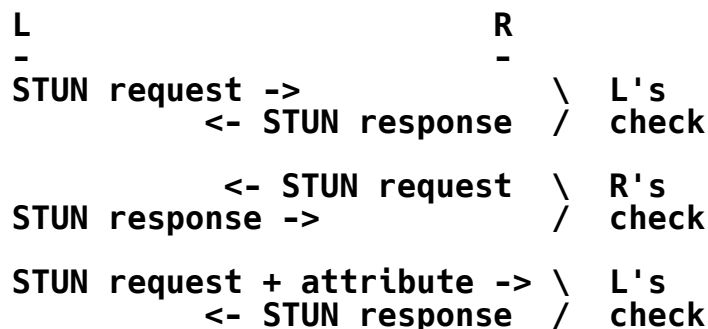 L                             R
-                             -
STUN request ->                \  L's
            <- STUN response  /  check
             <- STUN request  \  R's
STUN response ->               /  check
STUN request + attribute -> \  L's
            <- STUN response  /  check